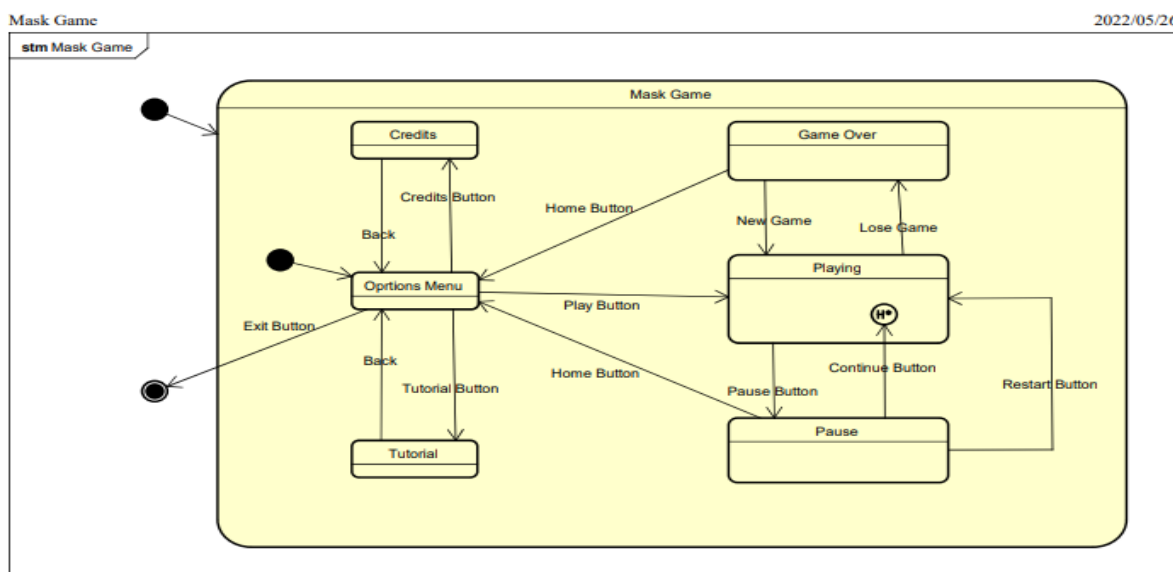 Mask Game
2022/05/26
stm Mask Game
Mask Game
Credits
Game Over
Credits Button
Home Button
New Game
Lose Game
Back
Playing
Oprtions Menu
Play Button
H*
Exit Button
Back
Home Button
Continue Button
Tutorial Button
Pause Button
Restart Button
Pause
Tutorial